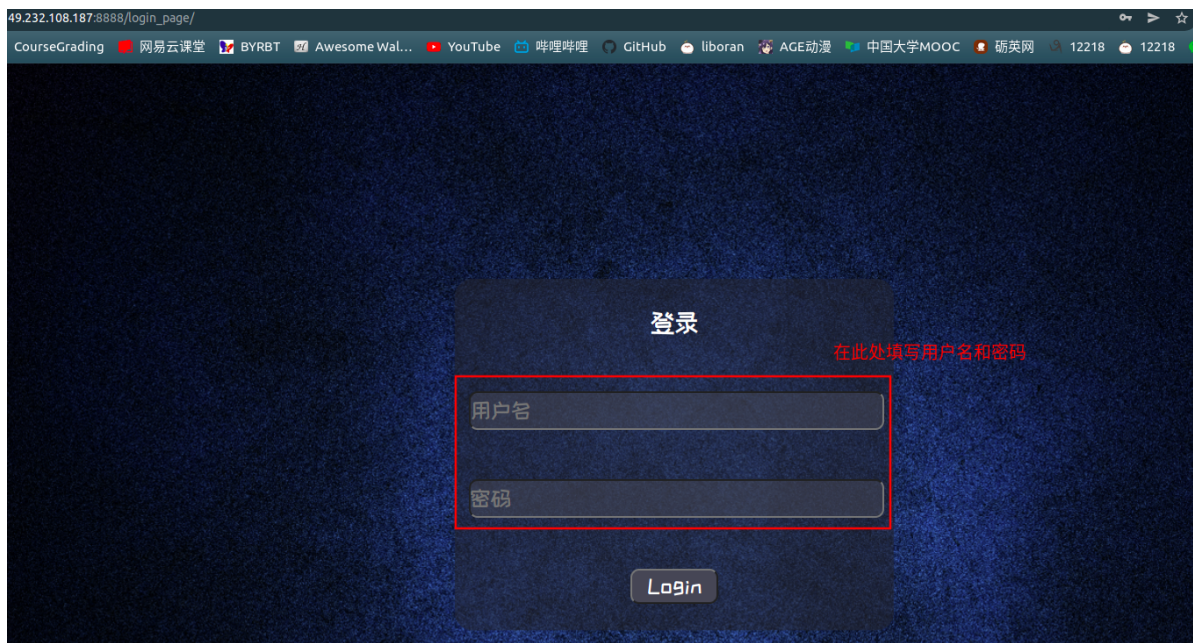 49.232.108.187:8888/login_page/
CourseGrading 网易云课堂 BYRBT Awesome Wal... YouTube 哔哩哔哩 GitHub liboran AGE动漫 中国大学MOOC 砺英网 12218 12218
登录
在此处填写用户名和密码
用户名
密码
Login